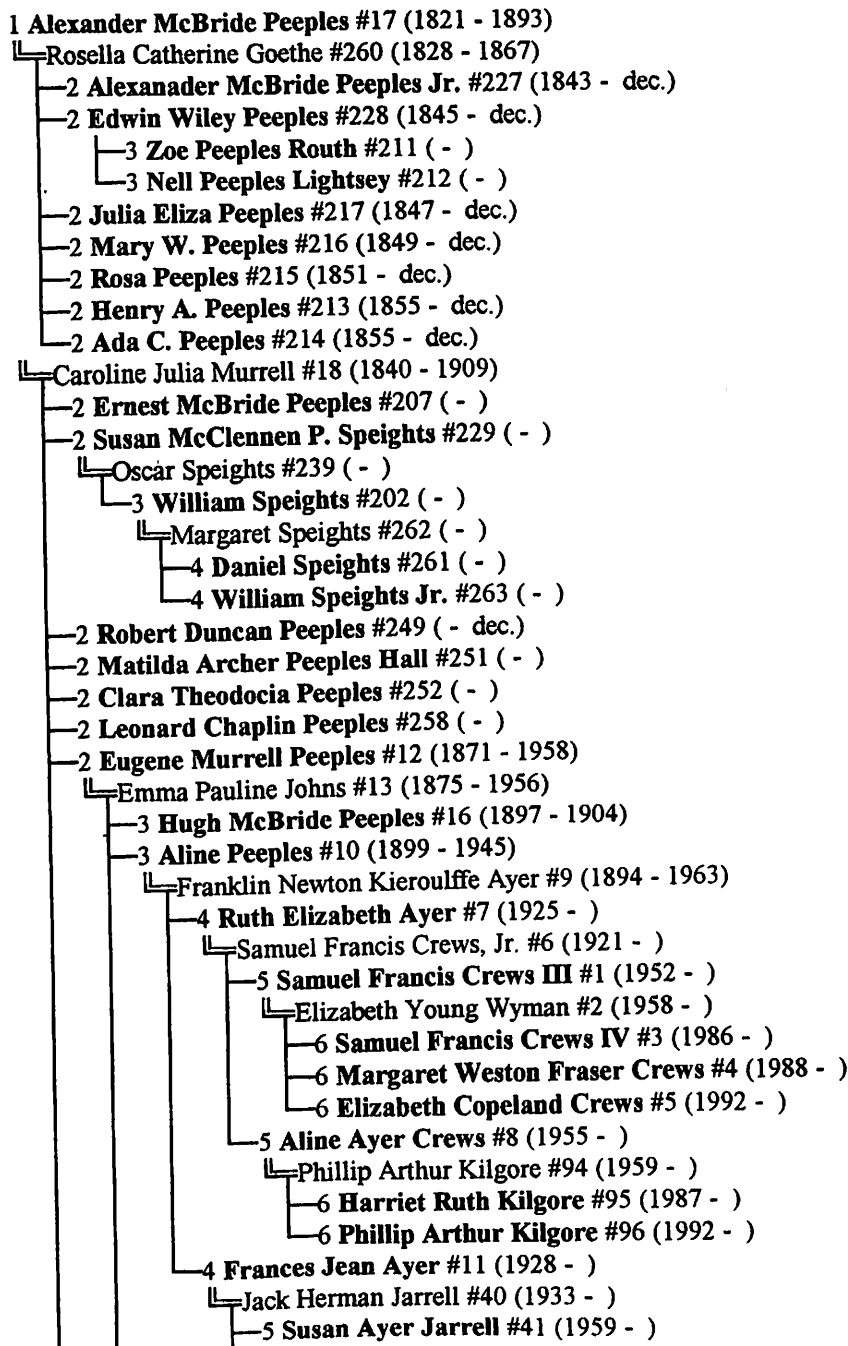 1 Alexander McBride Peeples #17 (1821 - 1893)
Rosella Catherine Goethe #260 (1828 - 1867)
2 Alexanader McBride Peeples Jr. #227 (1843 - dec.)
2 Edwin Wiley Peeples #228 (1845 - dec.)
3 Zoe Peeples Routh #211 ( - )
3 Nell Peeples Lightsey #212 ( - )
2 Julia Eliza Peeples #217 (1847 - dec.)
2 Mary W. Peeples #216 (1849 - dec.)
2 Rosa Peeples #215 (1851 - dec.)
2 Henry A. Peeples #213 (1855 - dec.)
2 Ada C. Peeples #214 (1855 - dec.)
Caroline Julia Murrell #18 (1840 - 1909)
2 Ernest McBride Peeples #207 ( - )
2 Susan McClennen P. Speights #229 ( - )
Oscar Speights #239 ( - )
3 William Speights #202 ( - )
Margaret Speights #262 ( - )
4 Daniel Speights #261 ( - )
4 William Speights Jr. #263 ( - )
2 Robert Duncan Peeples #249 ( - dec.)
2 Matilda Archer Peeples Hall #251 ( - )
2 Clara Theodocia Peeples #252 ( - )
2 Leonard Chaplin Peeples #258 ( - )
2 Eugene Murrell Peeples #12 (1871 - 1958)
Emma Pauline Johns #13 (1875 - 1956)
3 Hugh McBride Peeples #16 (1897 - 1904)
3 Aline Peeples #10 (1899 - 1945)
Franklin Newton Kieroulffe Ayer #9 (1894 - 1963)
4 Ruth Elizabeth Ayer #7 (1925 - )
Samuel Francis Crews, Jr. #6 (1921 - )
5 Samuel Francis Crews III #1 (1952 - )
Elizabeth Young Wyman #2 (1958 - )
6 Samuel Francis Crews IV #3 (1986 - )
6 Margaret Weston Fraser Crews #4 (1988 - )
6 Elizabeth Copeland Crews #5 (1992 - )
5 Aline Ayer Crews #8 (1955 - )
Phillip Arthur Kilgore #94 (1959 - )
6 Harriet Ruth Kilgore #95 (1987 - )
6 Phillip Arthur Kilgore #96 (1992 - )
4 Frances Jean Ayer #11 (1928 - )
Jack Herman Jarrell #40 (1933 - )
5 Susan Ayer Jarrell #41 (1959 - )